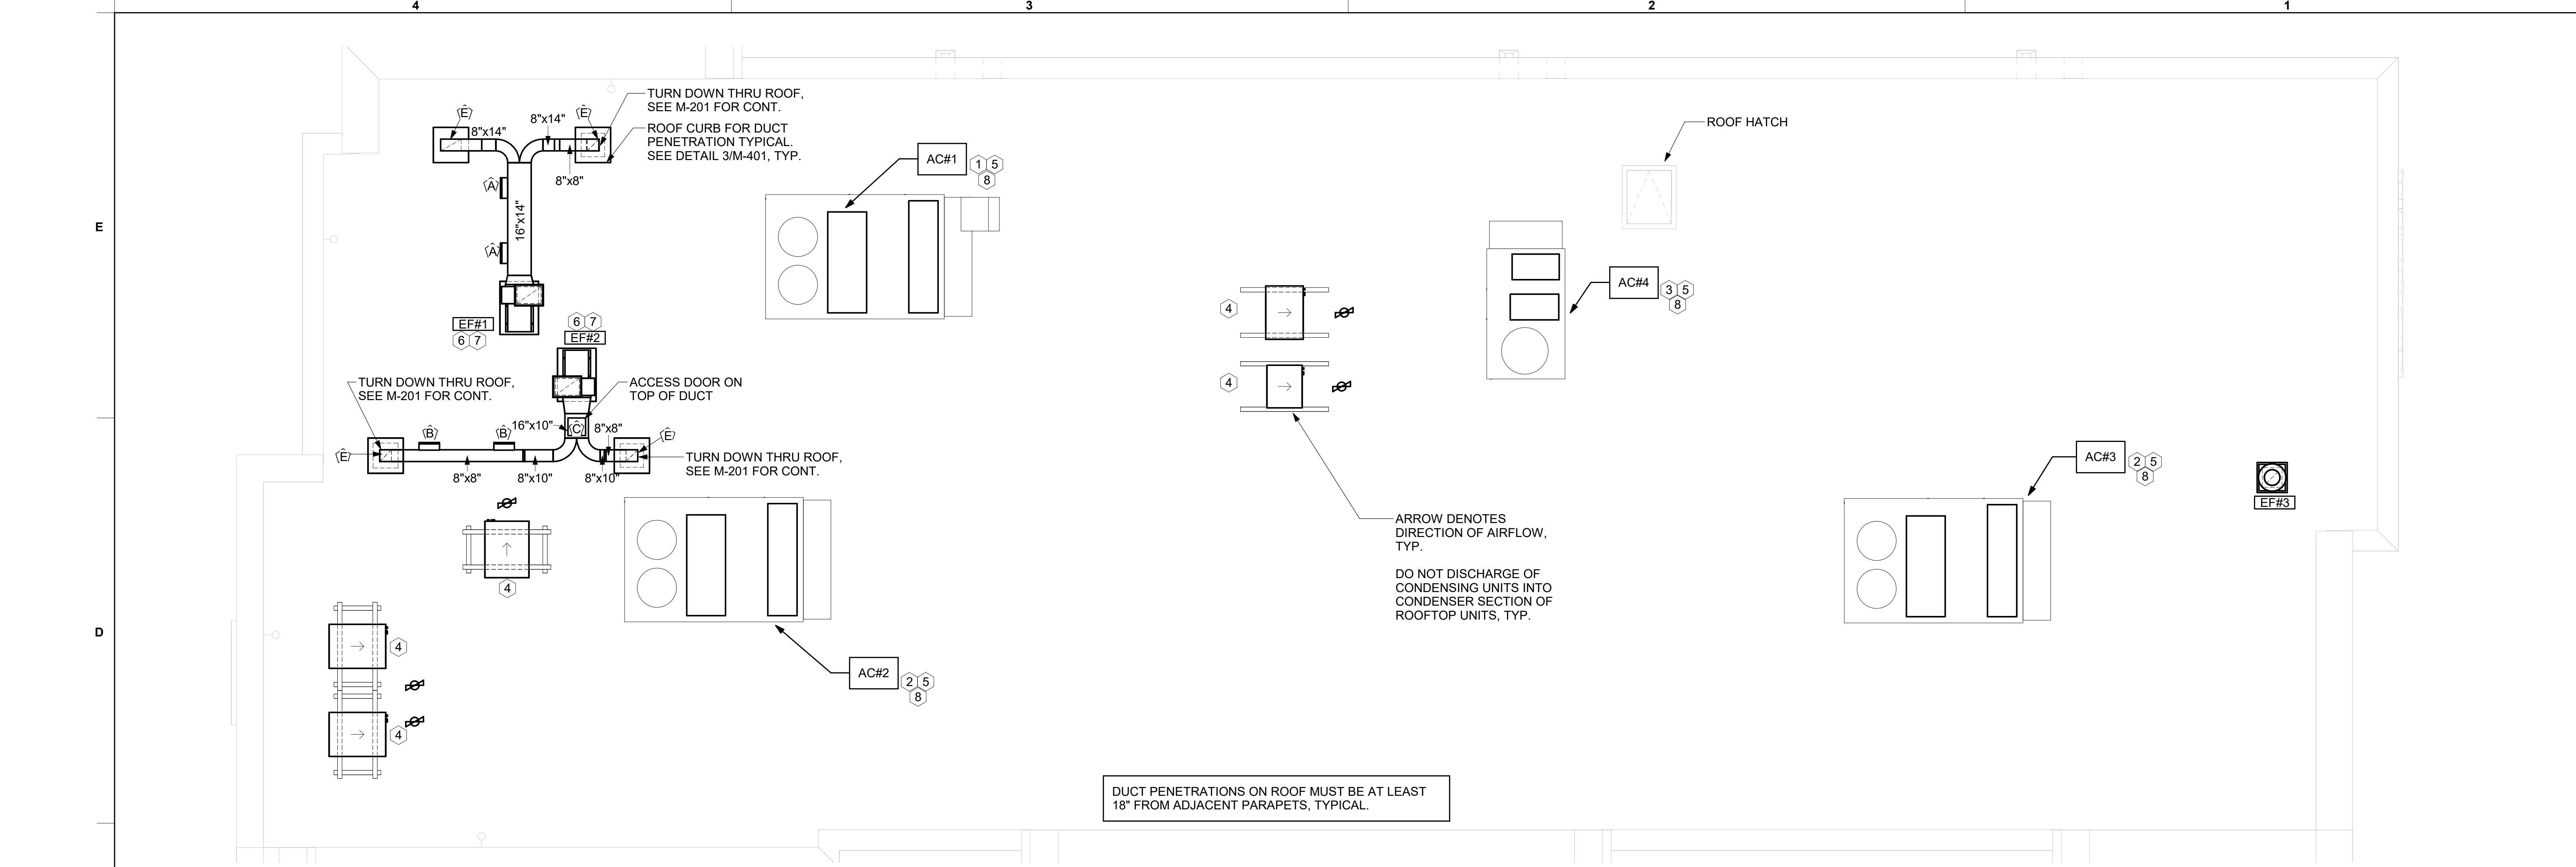 4
3
2
1
TURN DOWN THRU ROOF,
SEE M-201 FOR CONT.
ROOF CURB FOR DUCT
PENETRATION TYPICAL.
SEE DETAIL 3/M-401, TYP.
E
8"x14"
8"x14"
E
8"x8"
A
16"x14"
A
EF#1
6 7
6 7
EF#2
AC#1
1 5
8
ROOF HATCH
AC#4
3 5
8
4
4
E
TURN DOWN THRU ROOF,
SEE M-201 FOR CONT.
ACCESS DOOR ON
TOP OF DUCT
16"x10"
C
8"x8"
B
B
E
E
TURN DOWN THRU ROOF,
SEE M-201 FOR CONT.
8"x8"
8"x10"
8"x10"
AC#3
2 5
8
EF#3
ARROW DENOTES
DIRECTION OF AIRFLOW,
TYP.
DO NOT DISCHARGE OF
CONDENSING UNITS INTO
CONDENSER SECTION OF
ROOFTOP UNITS, TYP.
4
D
4
4
AC#2
2 5
8
DUCT PENETRATIONS ON ROOF MUST BE AT LEAST
18" FROM ADJACENT PARAPETS, TYPICAL.